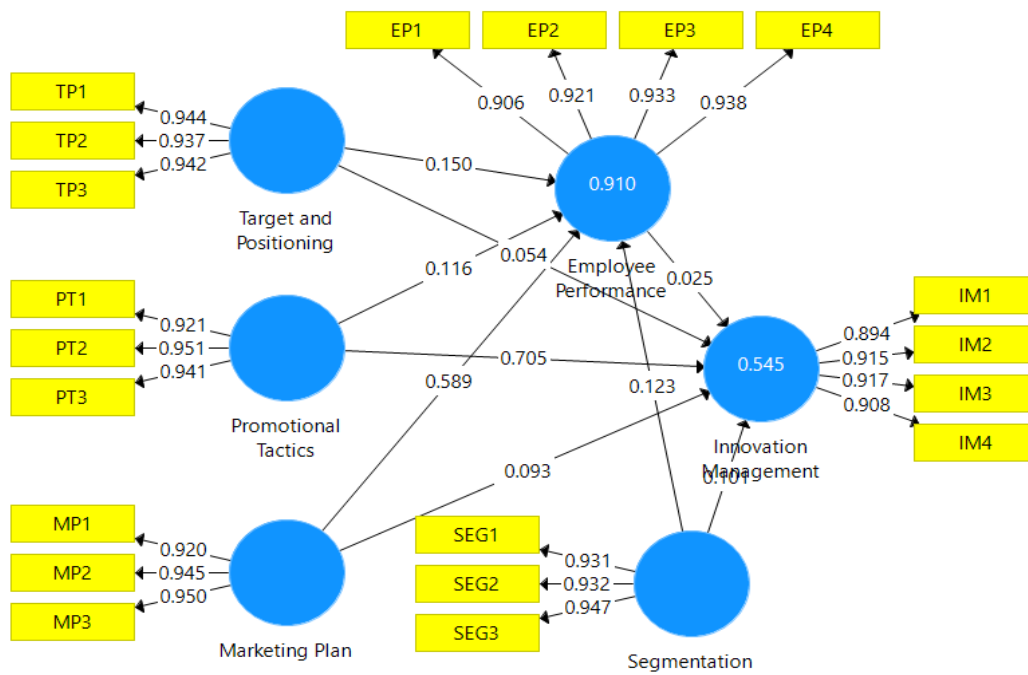 EP1 EP2 EP3 EP4
TP1
TP2
TP3
0.944
0.937
0.942
0.906
0.921
0.933
0.938
0.150
0.910
Target and
Positioning
0.054
Employee
Performance
0.116
0.025
PT1
PT2
PT3
0.921
0.951
0.941
0.705
0.545
0.894
0.915
0.917
0.908
IM1
IM2
IM3
IM4
0.589
0.123
Promotional
Tactics
Innovation
Management
0.093
0.101
MP1
MP2
MP3
0.920
0.945
0.950
SEG1
SEG2
SEG3
0.931
0.932
0.947
Marketing Plan
Segmentation